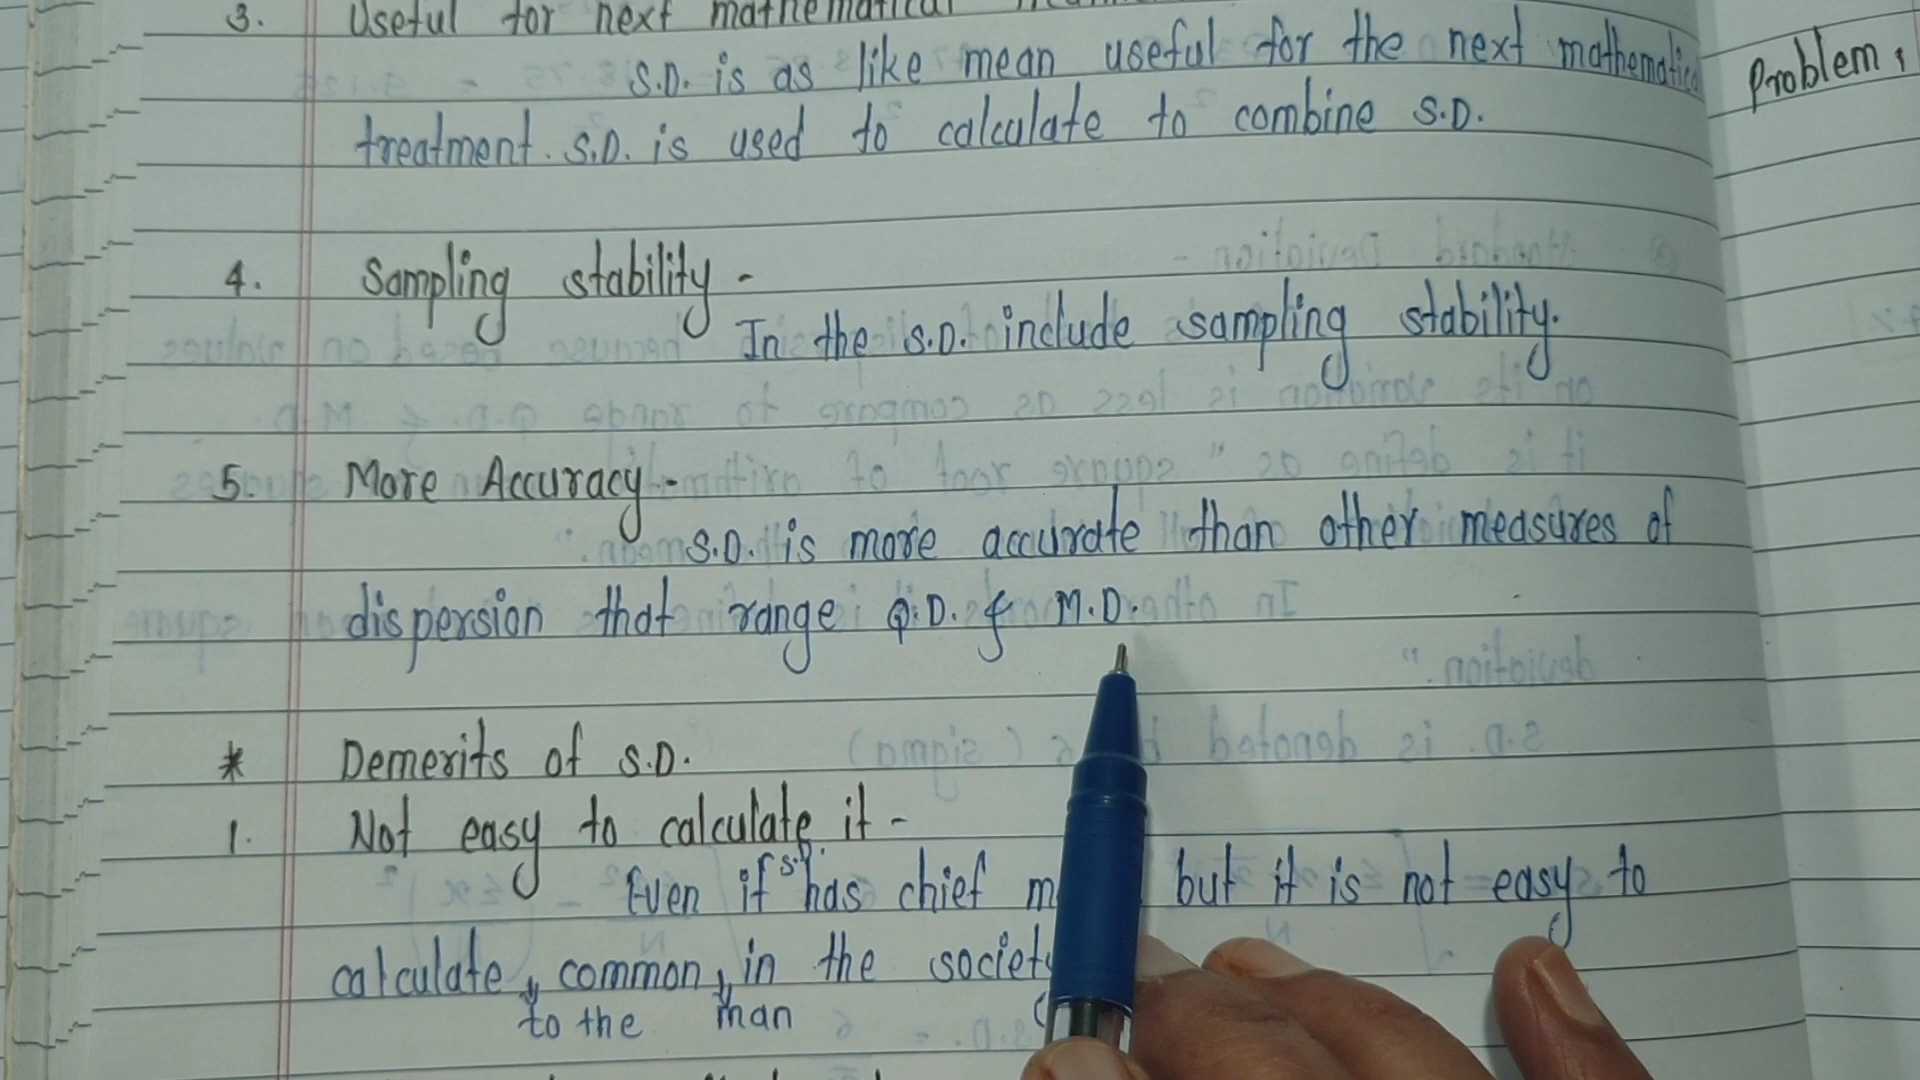 3. Useful for next mathematical
S.D. is as like mean useful for the next mathematical
treatment. S.D. is used to calculate to combine S.D.
4. Sampling stability -
In the S.D. include sampling stability.
5. More Accuracy -
S.D. is more accurate than other measures of
dispersion that range Q.D. & M.D.
* Demerits of S.D.
1. Not easy to calculate it -
Even if S.D. has chief but it is not easy to
calculate to the common man in the society
Problem